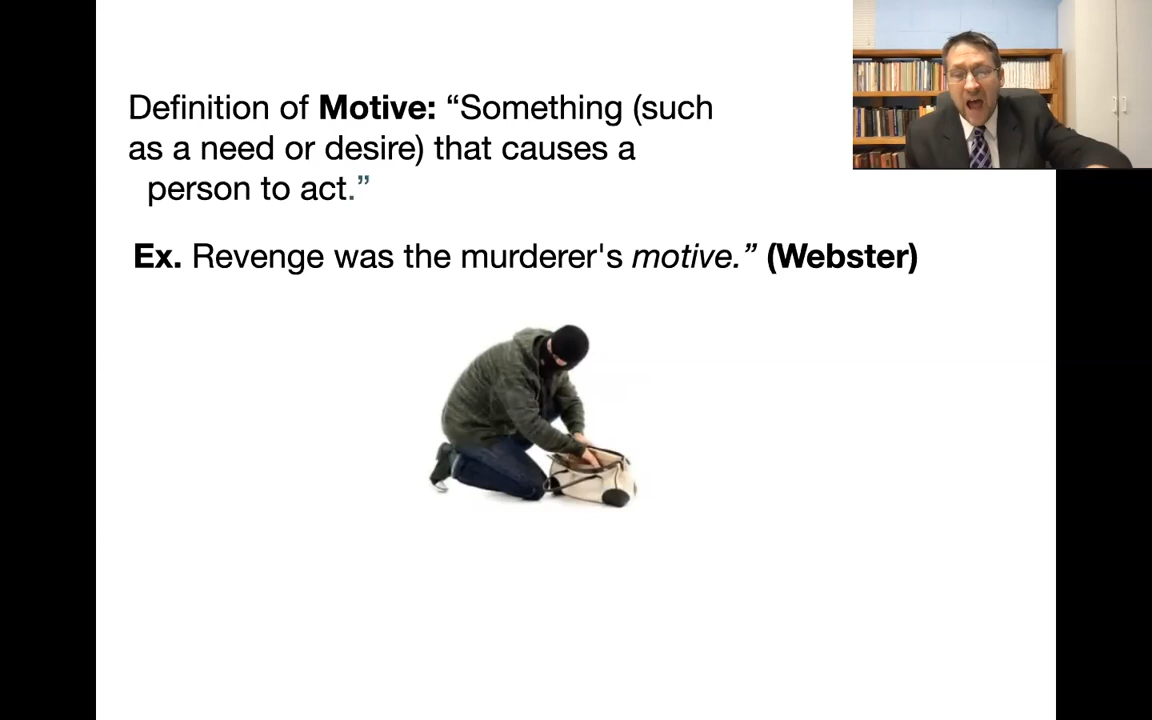 Definition of Motive: “Something (such
as a need or desire) that causes a
person to act.”
Ex. Revenge was the murderer's motive.” (Webster)